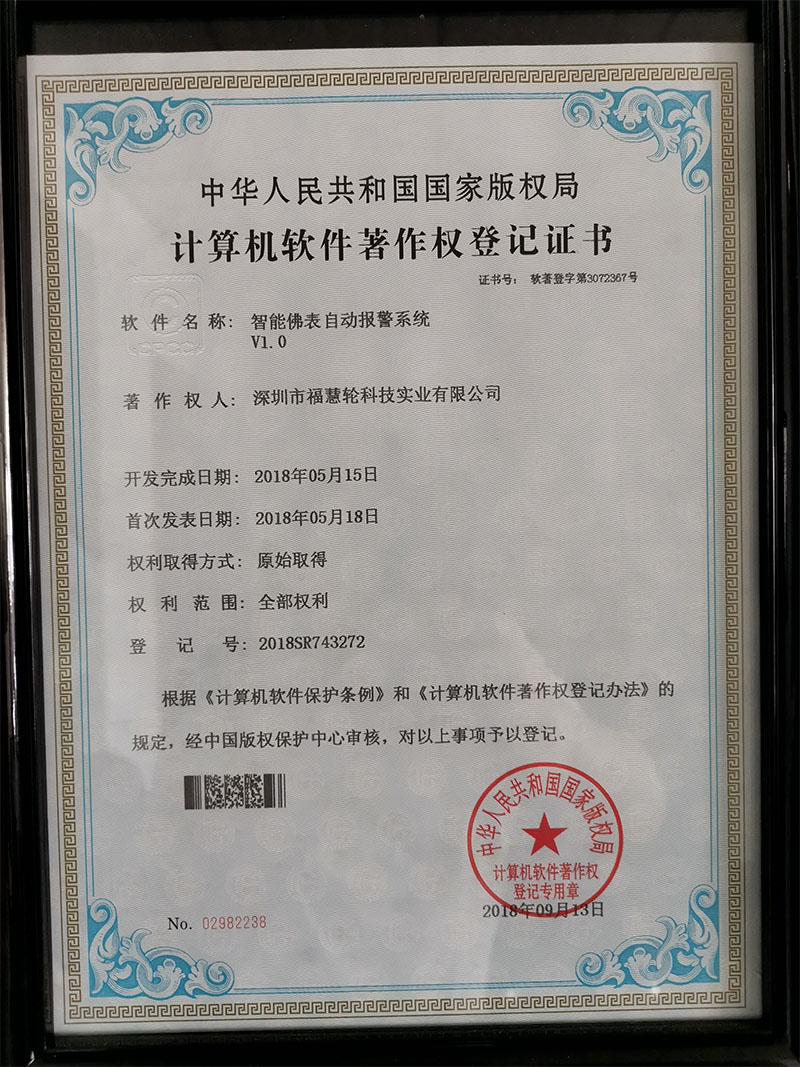 中华人民共和国国家版权局
计算机软件著作权登记证书
证书号： 软著登字第3072367号
软件名称： 智能佛表自动报警系统
V1.0
著作权人： 深圳市福慧轮科技实业有限公司
开发完成日期： 2018年05月15日
首次发表日期： 2018年05月18日
权利取得方式： 原始取得
权利范围： 全部权利
登记号： 2018SR743272
根据《计算机软件保护条例》和《计算机软件著作权登记办法》的
规定，经中国版权保护中心审核，对以上事项予以登记。
中华人民共和国国家版权局
计算机软件著作权
登记专用章
2018年09月13日
No. 02982238
CPCC